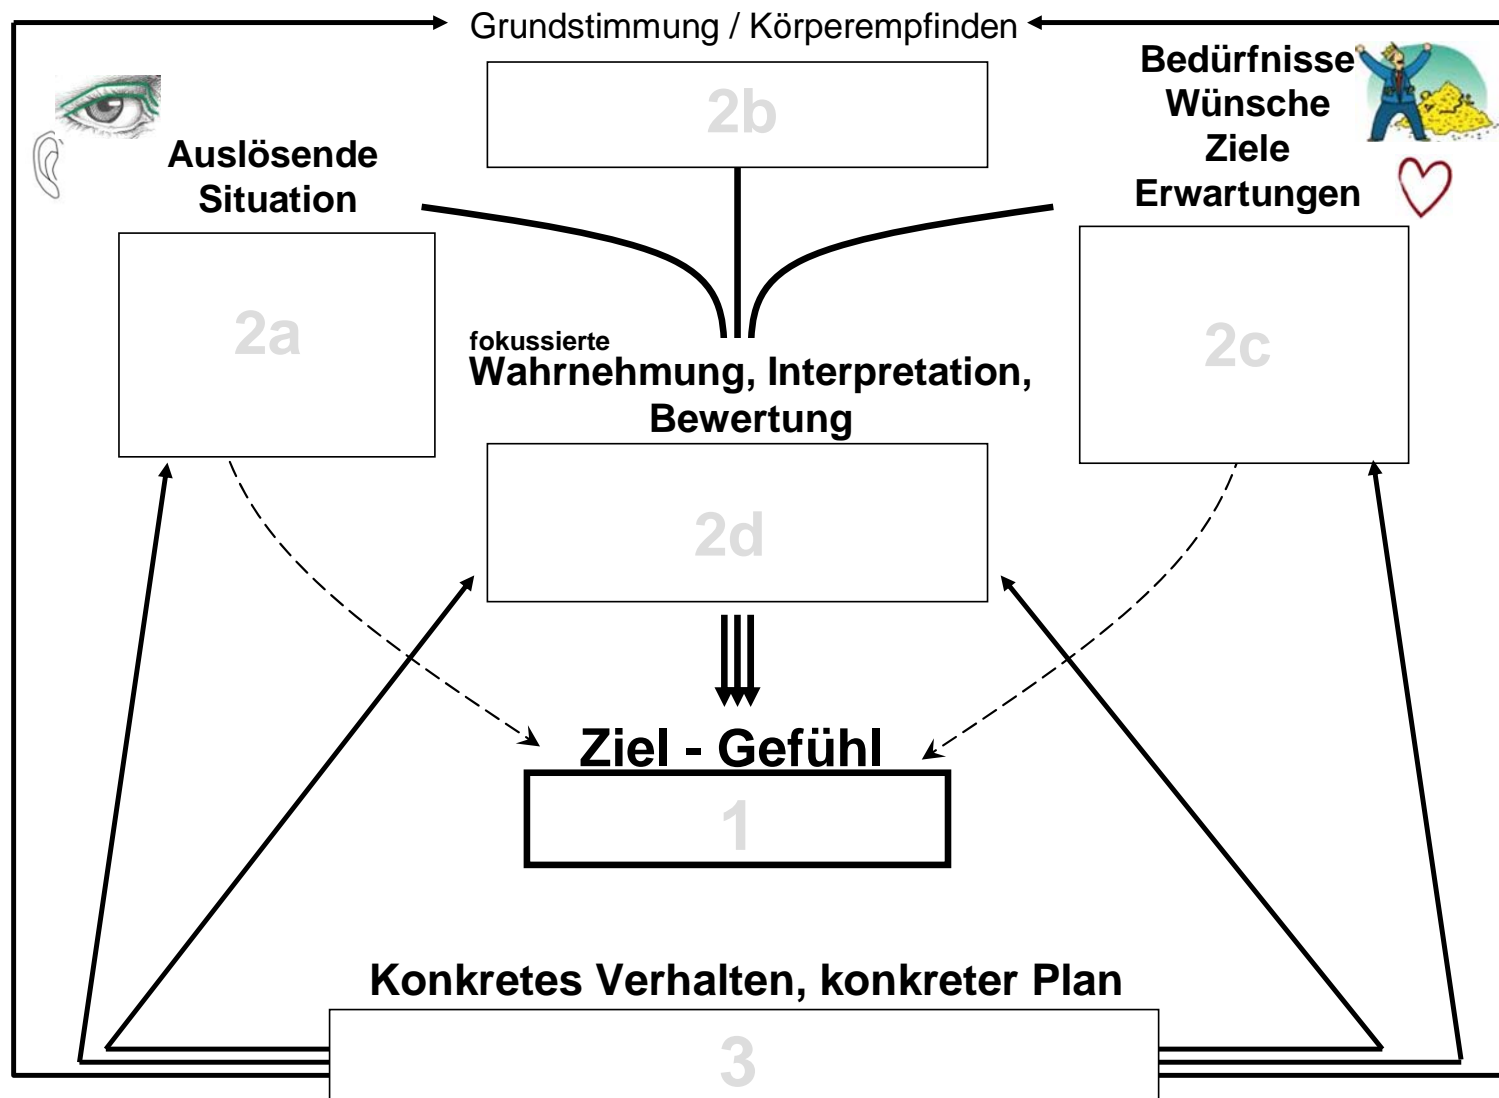 Grundstimmung / Körperempfinden
2b
Auslösende
Situation
2a
Bedürfnisse
Wünsche
Ziele
Erwartungen
2c
fokussierte
Wahrnehmung, Interpretation,
Bewertung
2d
Ziel - Gefühl
1
Konkretes Verhalten, konkreter Plan
3